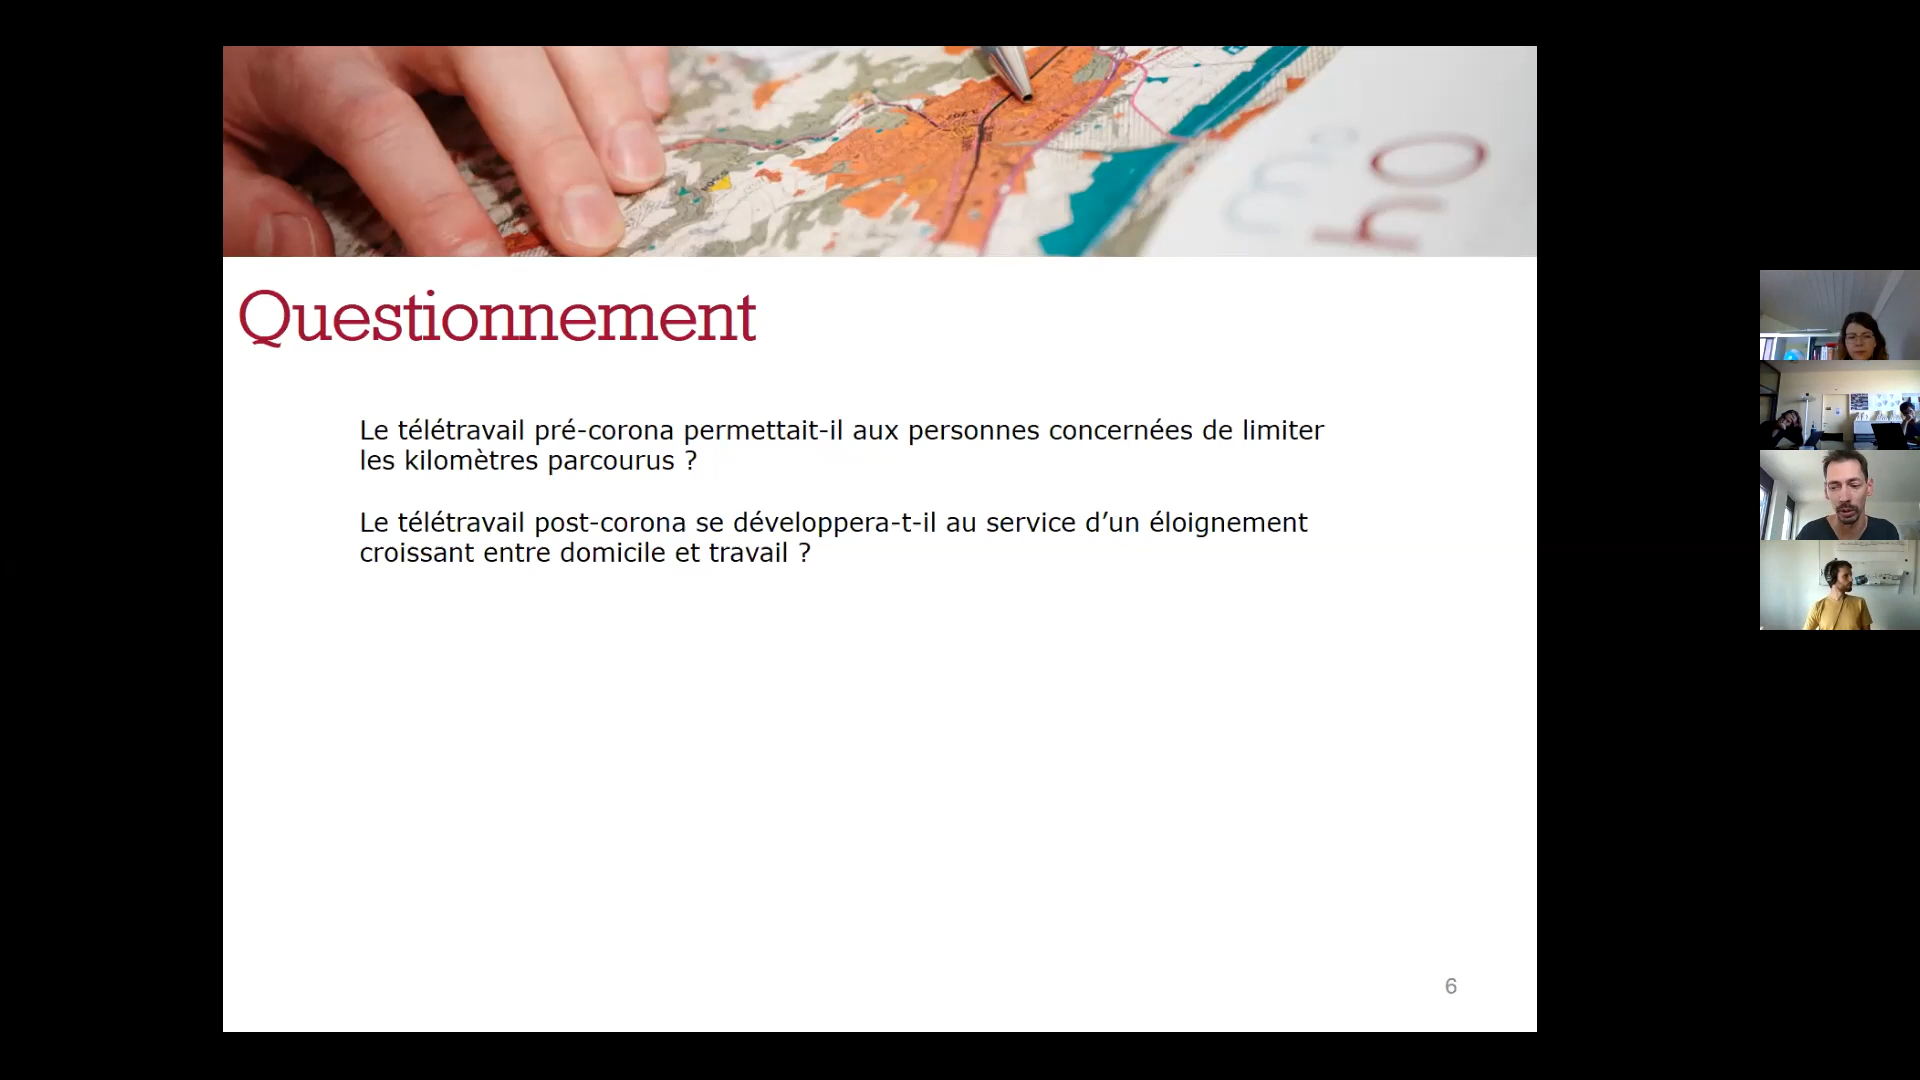 Questionnement
Le télétravail pré-corona permettait-il aux personnes concernées de limiter
les kilomètres parcourus ?
Le télétravail post-corona se développera-t-il au service d’un éloignement
croissant entre domicile et travail ?
6